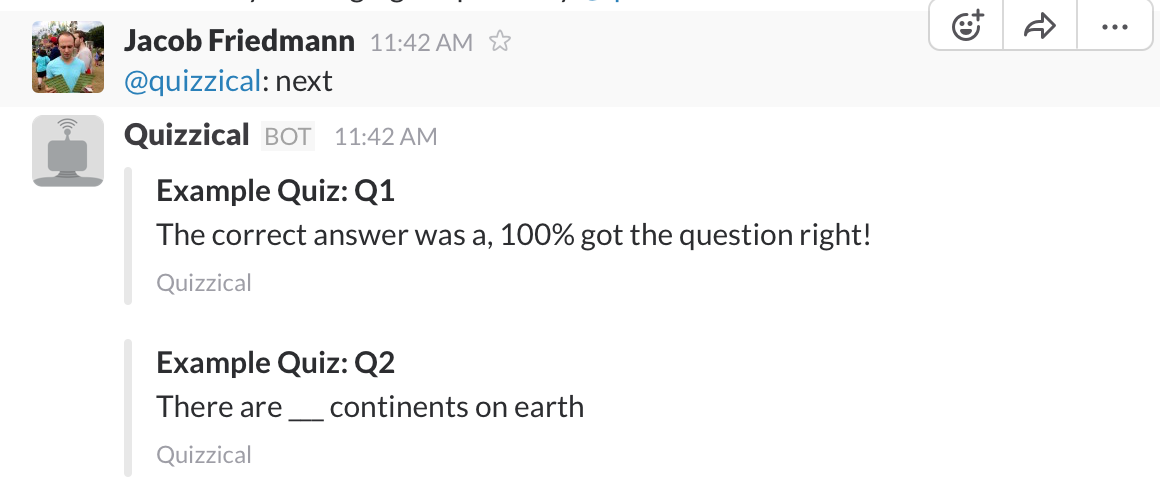 Jacob Friedmann 11:42 AM
@quizzical: next
Quizzical BOT 11:42 AM
Example Quiz: Q1
The correct answer was a, 100% got the question right!
Quizzical
Example Quiz: Q2
There are ___ continents on earth
Quizzical